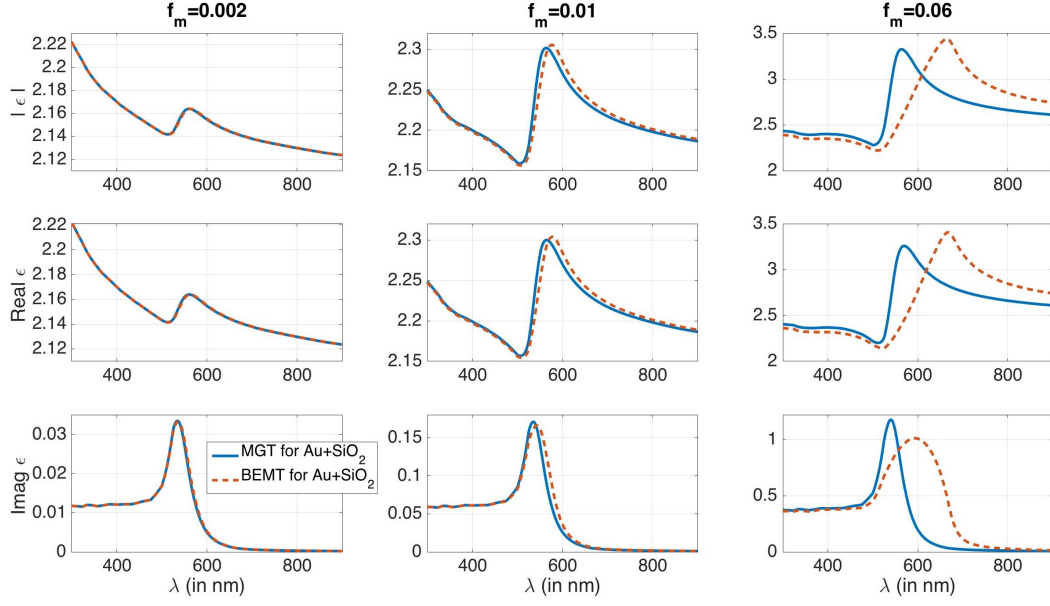 f_m=0.002 f_m=0.01 f_m=0.06
| ϵ |
2.22
2.2
2.18
2.16
2.14
2.12
400 600 800
2.3
2.25
2.2
2.15
400 600 800
3.5
3
2.5
2
400 600 800
Real ϵ
2.22
2.2
2.18
2.16
2.14
2.12
400 600 800
2.3
2.25
2.2
2.15
400 600 800
3.5
3
2.5
2
400 600 800
Imag ϵ
0.03
0.02
0.01
0
400 600 800
λ (in nm)
MGT for Au+SiO₂
BEMT for Au+SiO₂
0.15
0.1
0.05
0
400 600 800
λ (in nm)
1
0.5
0
400 600 800
λ (in nm)